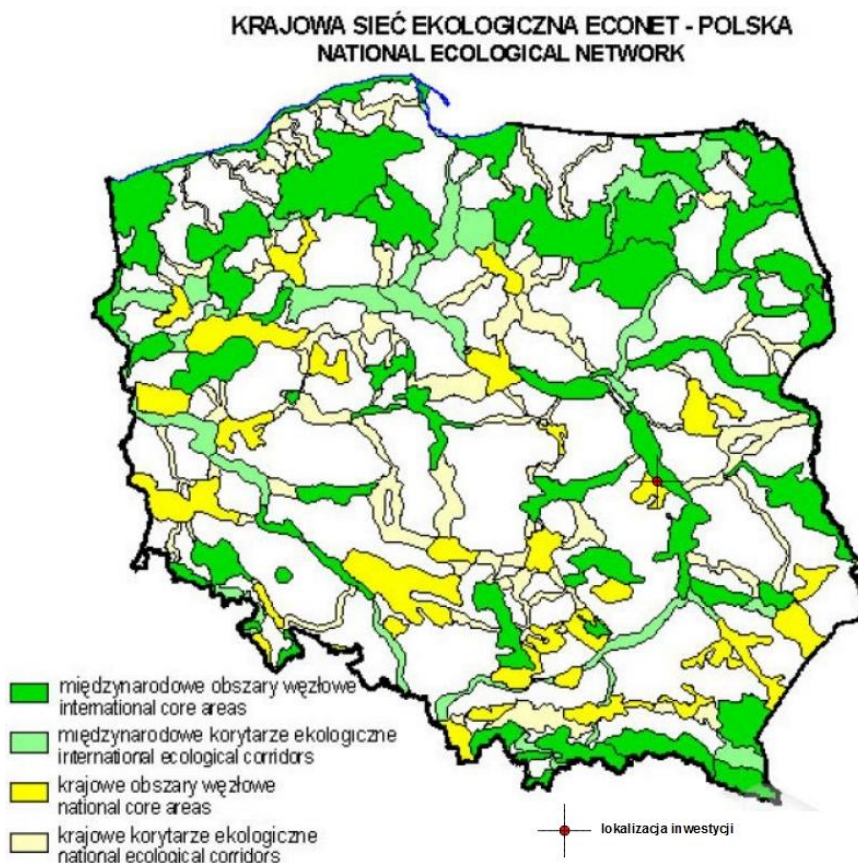 KRAJOWA SIEĆ EKOLOGICZNA ECONET - POLSKA
NATIONAL ECOLOGICAL NETWORK
międzynarodowe obszary węzłowe
international core areas
międzynarodowe korytarze ekologiczne
international ecological corridors
krajowe obszary węzłowe
national core areas
krajowe korytarze ekologiczne
national ecological corridors
lokalizacja inwestycji